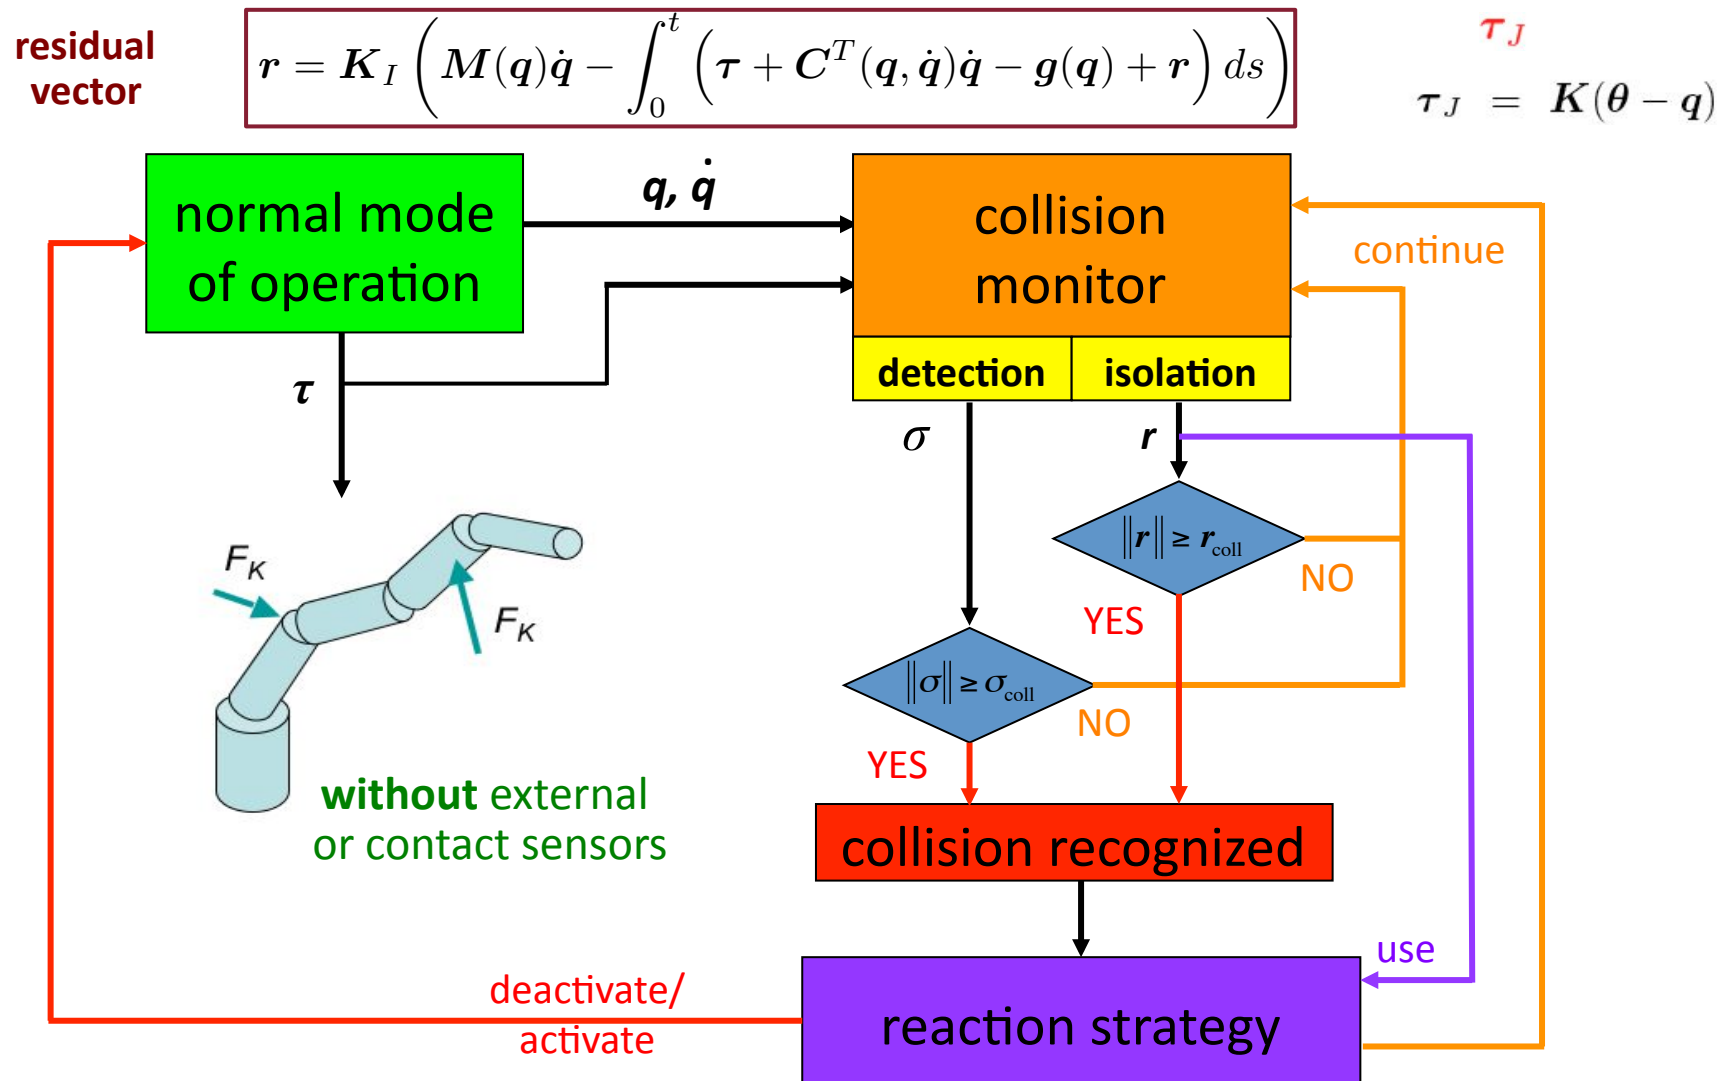 residual
vector
r = K_I ( M(q)q̇ − ∫_0^t ( τ + C^T(q, q̇)q̇ − g(q) + r ) ds )
τ_J
τ_J = K(θ − q)
normal mode
of operation
q, q̇
collision
monitor
continue
detection
isolation
τ
σ
r
‖r‖ ≥ r_coll
NO
YES
F_K
F_K
‖σ‖ ≥ σ_coll
NO
YES
without external
or contact sensors
collision recognized
use
deactivate/
activate
reaction strategy